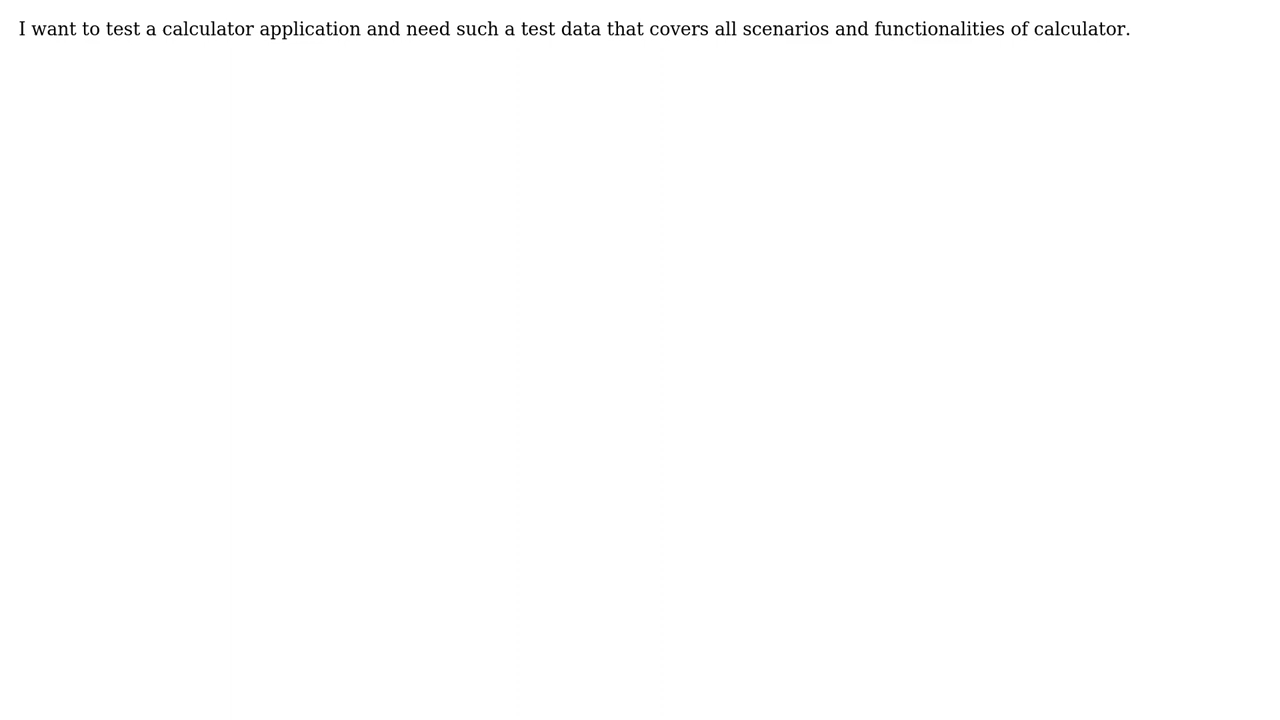 I want to test a calculator application and need such a test data that covers all scenarios and functionalities of calculator.